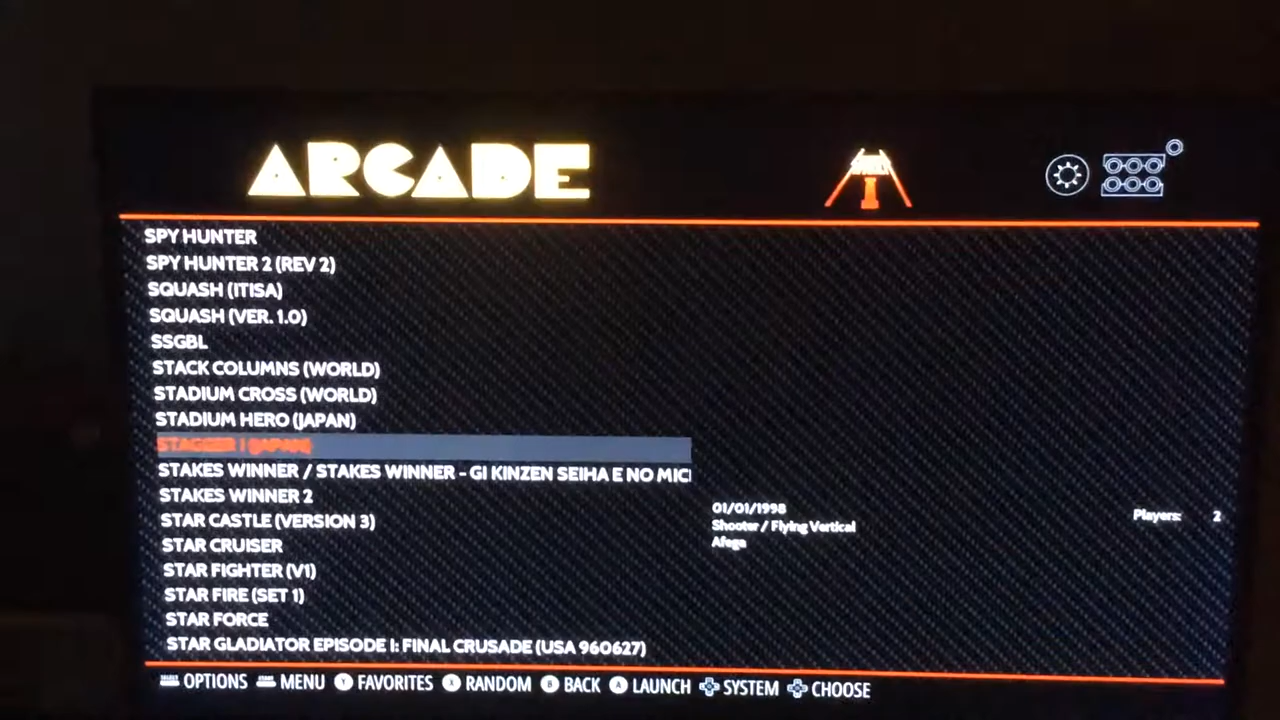 ARCADE
SPY HUNTER
SPY HUNTER 2 (REV 2)
SQUASH (ITISA)
SQUASH (VER. 1.0)
SSGBL
STACK COLUMNS (WORLD)
STADIUM CROSS (WORLD)
STADIUM HERO (JAPAN)
STAGGER I (JAPAN)
STAKES WINNER / STAKES WINNER - GI KINZEN SEIHA E NO MICI
STAKES WINNER 2
STAR CASTLE (VERSION 3)
STAR CRUISER
STAR FIGHTER (V1)
STAR FIRE (SET 1)
STAR FORCE
STAR GLADIATOR EPISODE I: FINAL CRUSADE (USA 960627)
01/01/1998
Shooter / Flying Vertical
Afega
Players: 2
SELECT OPTIONS START MENU Y FAVORITES X RANDOM B BACK A LAUNCH SYSTEM CHOOSE